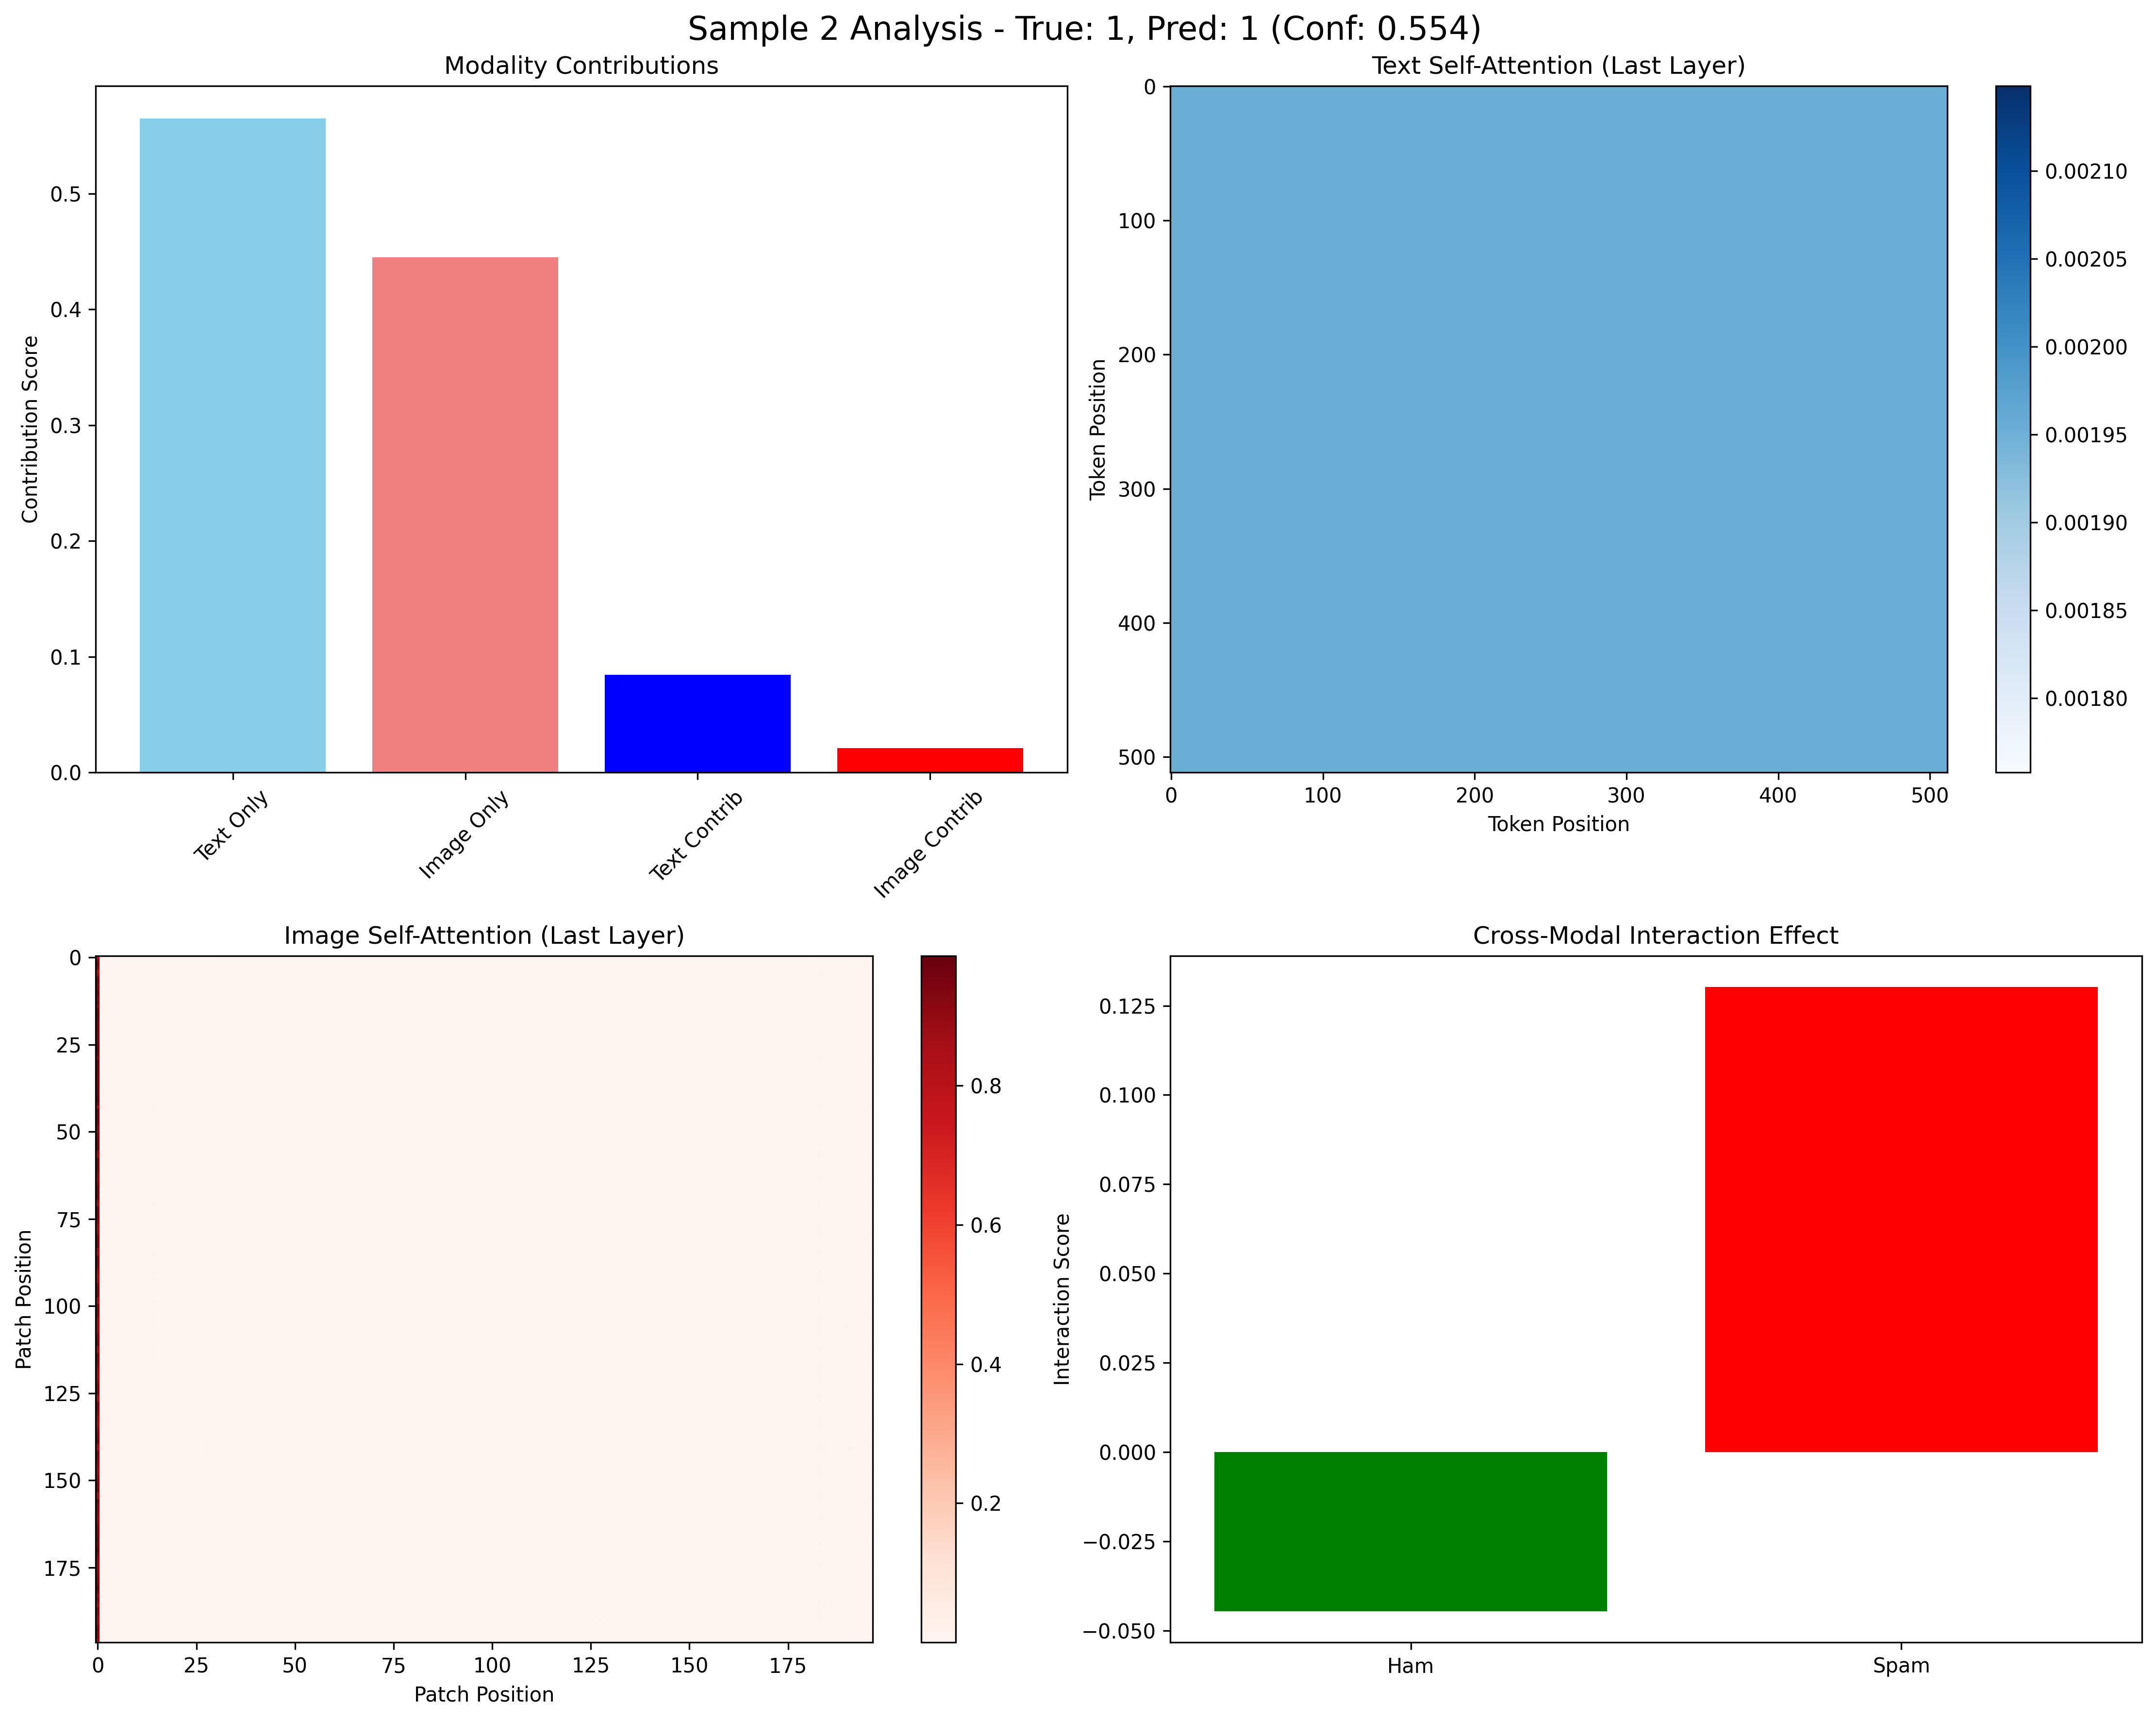 Sample 2 Analysis - True: 1, Pred: 1 (Conf: 0.554)
Modality Contributions
Contribution Score
0.5
0.4
0.3
0.2
0.1
0.0
Text Only
Image Only
Text Contrib
Image Contrib
Text Self-Attention (Last Layer)
Token Position
0
100
200
300
400
500
0 100 200 300 400 500
Token Position
0.00210
0.00205
0.00200
0.00195
0.00190
0.00185
0.00180
Image Self-Attention (Last Layer)
Patch Position
0
25
50
75
100
125
150
175
0 25 50 75 100 125 150 175
Patch Position
0.8
0.6
0.4
0.2
Cross-Modal Interaction Effect
Interaction Score
0.125
0.100
0.075
0.050
0.025
0.000
−0.025
−0.050
Ham
Spam